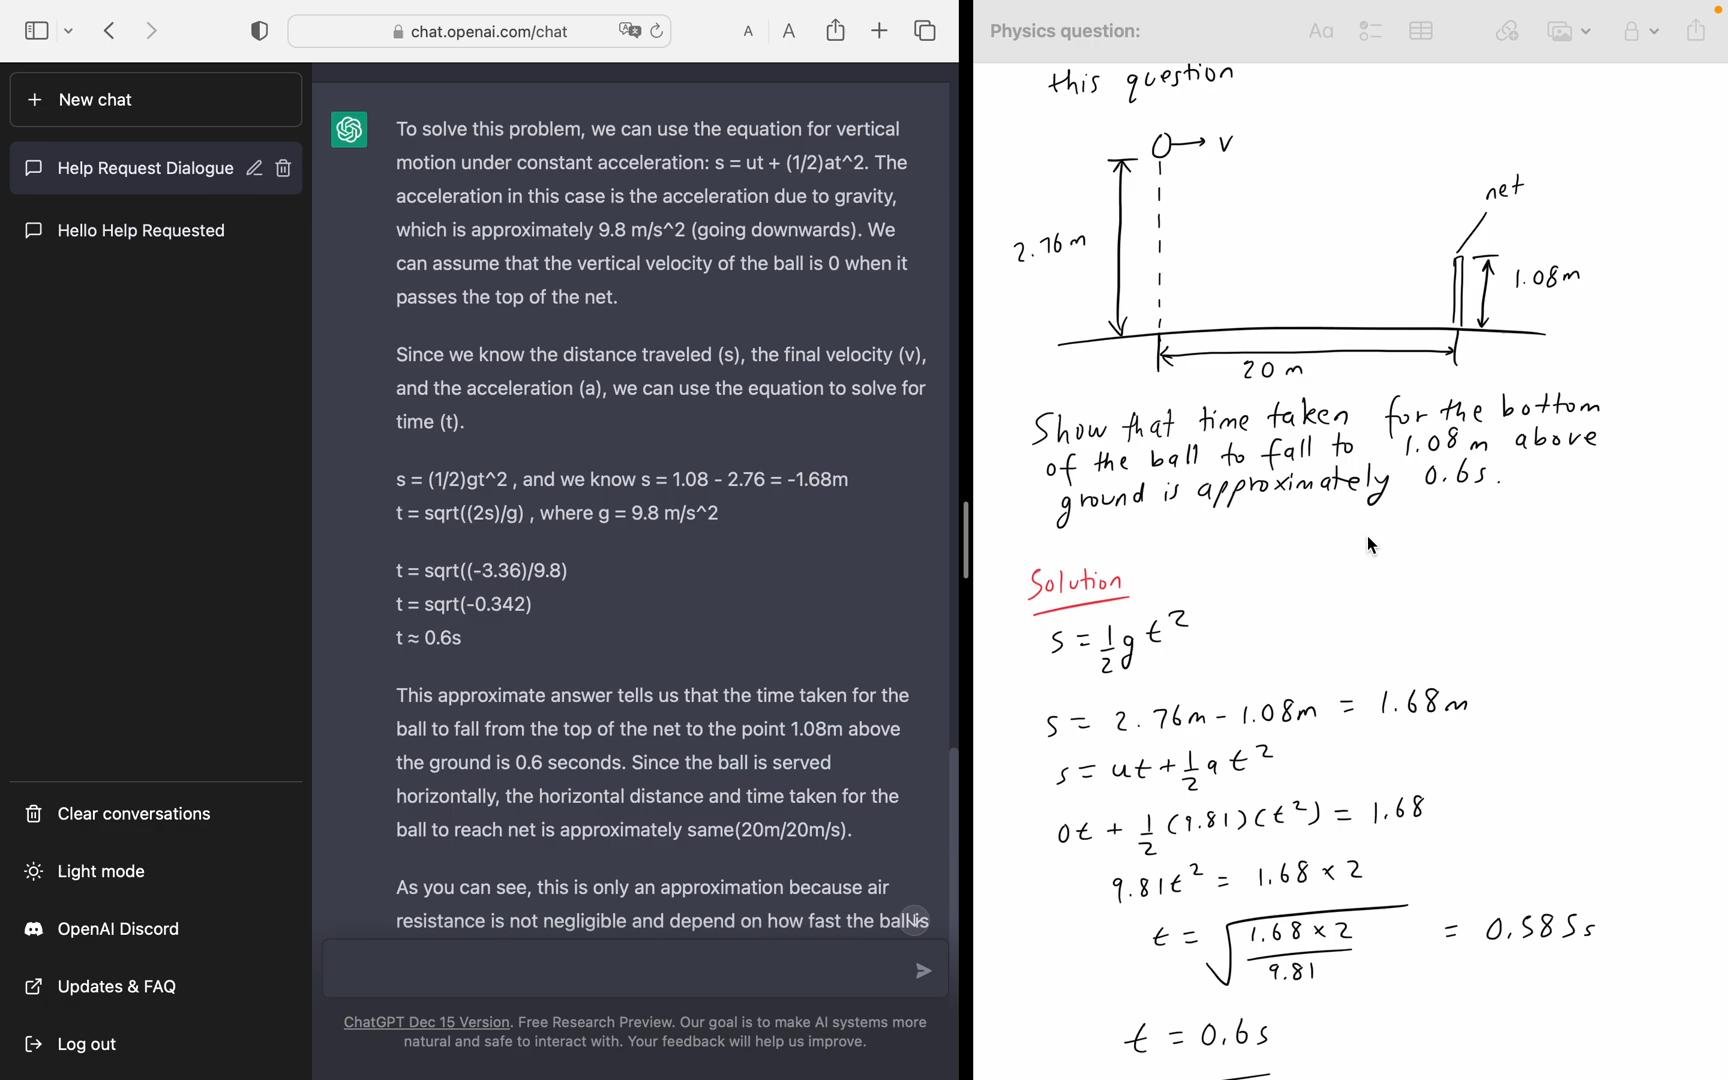 chat.openai.com/chat
A A
New chat
Help Request Dialogue
Hello Help Requested
Clear conversations
Light mode
OpenAI Discord
Updates & FAQ
Log out
To solve this problem, we can use the equation for vertical
motion under constant acceleration: s = ut + (1/2)at^2. The
acceleration in this case is the acceleration due to gravity,
which is approximately 9.8 m/s^2 (going downwards). We
can assume that the vertical velocity of the ball is 0 when it
passes the top of the net.
Since we know the distance traveled (s), the final velocity (v),
and the acceleration (a), we can use the equation to solve for
time (t).
s = (1/2)gt^2 , and we know s = 1.08 - 2.76 = -1.68m
t = sqrt((2s)/g) , where g = 9.8 m/s^2
t = sqrt((-3.36)/9.8)
t = sqrt(-0.342)
t ≈ 0.6s
This approximate answer tells us that the time taken for the
ball to fall from the top of the net to the point 1.08m above
the ground is 0.6 seconds. Since the ball is served
horizontally, the horizontal distance and time taken for the
ball to reach net is approximately same(20m/20m/s).
As you can see, this is only an approximation because air
resistance is not negligible and depend on how fast the ball is
ChatGPT Dec 15 Version. Free Research Preview. Our goal is to make AI systems more
natural and safe to interact with. Your feedback will help us improve.
Physics question:
Aa
this question
v
net
2.76 m
1.08m
20 m
Show that time taken for the bottom
of the ball to fall to 1.08 m above
ground is approximately 0.6s.
Solution
s = 1/2 g t²
s = 2.76m - 1.08m = 1.68m
s = ut + 1/2 a t²
0t + 1/2 (9.81)(t²) = 1.68
9.81t² = 1.68 × 2
t = √(1.68 × 2 / 9.81) = 0.585s
t = 0.6s